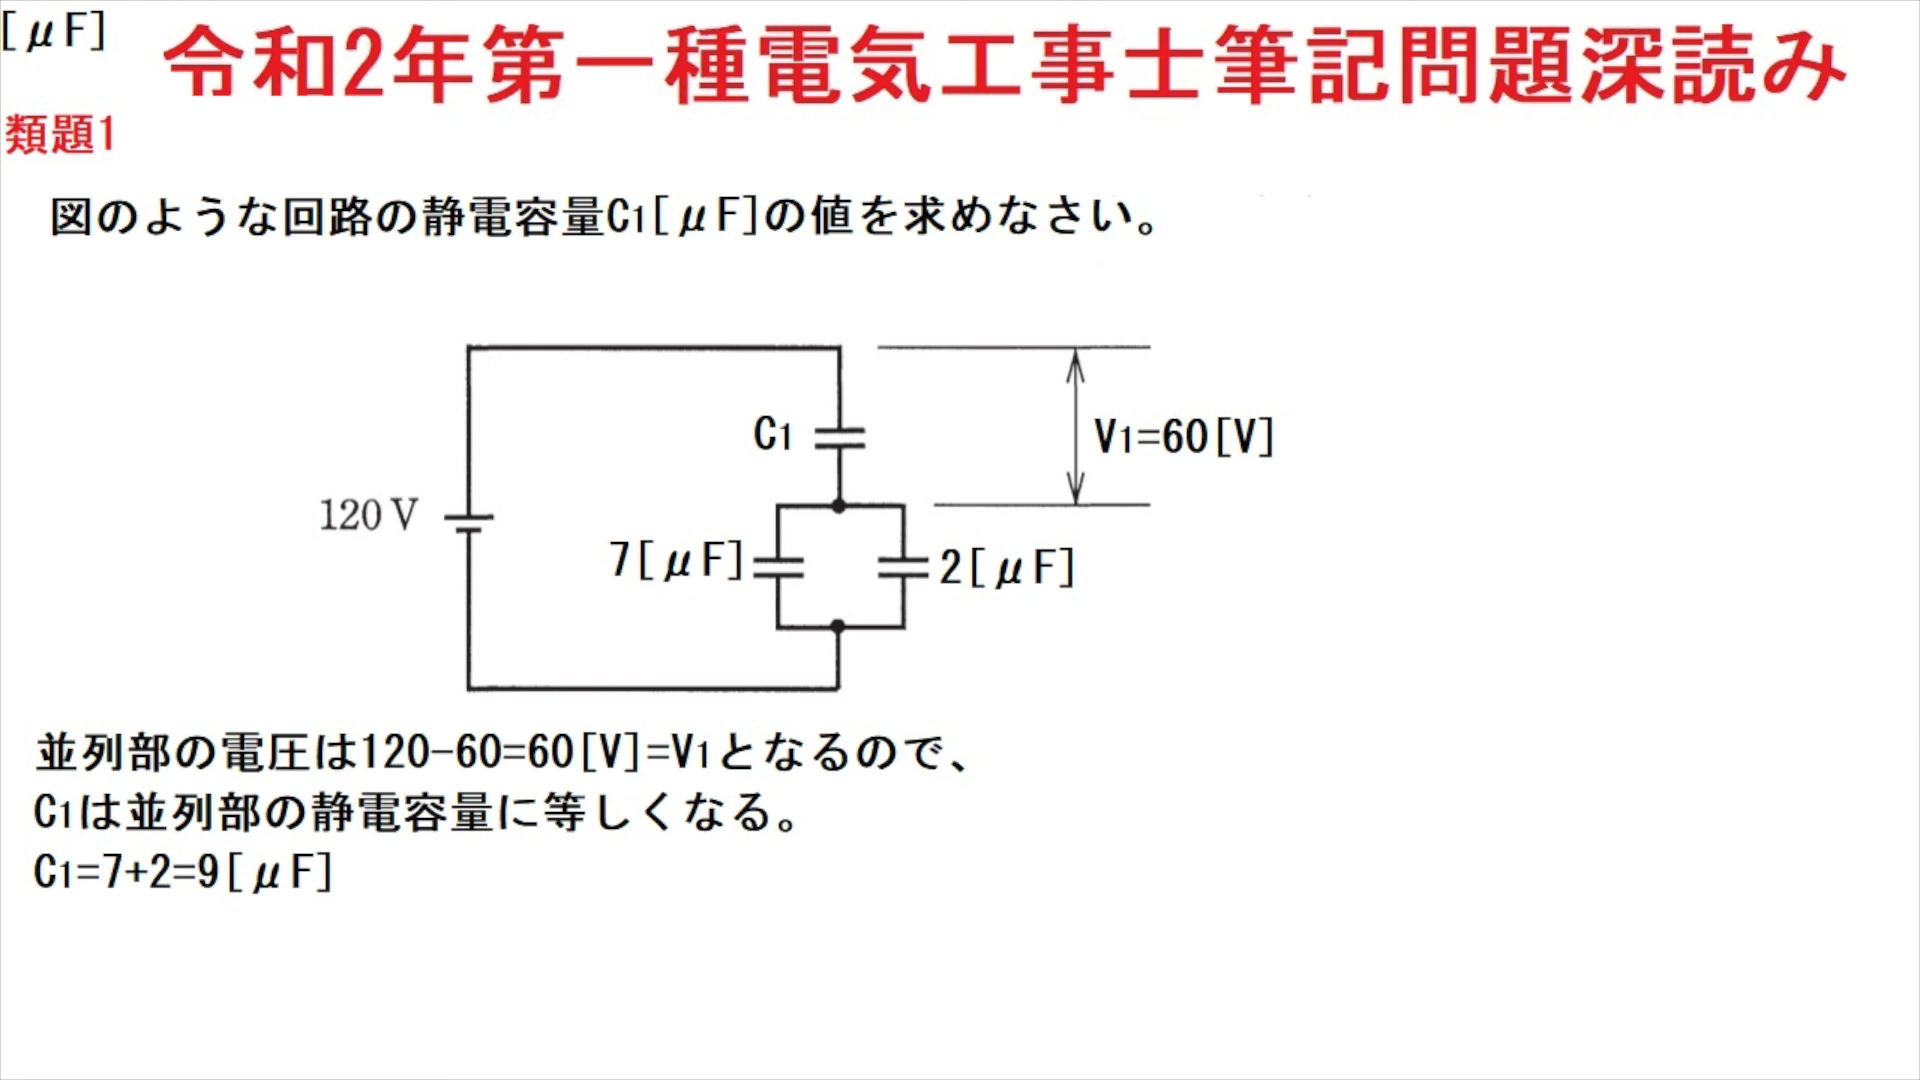 [μF]
令和2年第一種電気工事士筆記問題深読み
類題1
図のような回路の静電容量C1[μF]の値を求めなさい。
C1
V1=60[V]
120 V
7[μF]
2[μF]
並列部の電圧は120-60=60[V]=V1となるので、
C1は並列部の静電容量に等しくなる。
C1=7+2=9[μF]